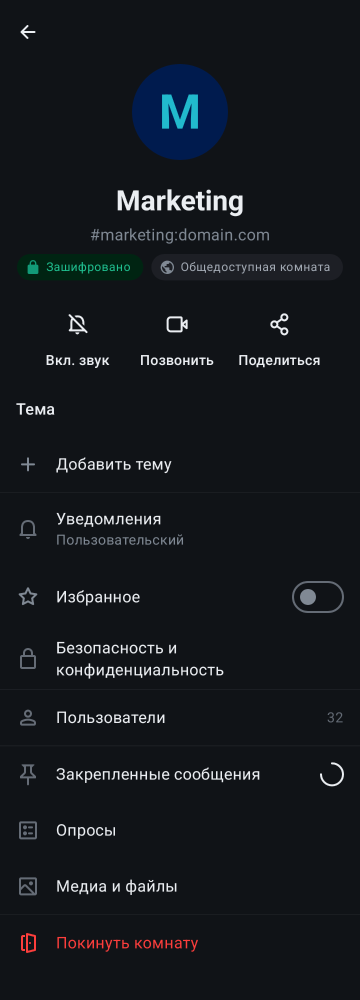 M
Marketing
#marketing:domain.com
Зашифровано
Общедоступная комната
Вкл. звук
Позвонить
Поделиться
Тема
Добавить тему
Уведомления
Пользовательский
Избранное
Безопасность и
конфиденциальность
Пользователи 32
Закрепленные сообщения
Опросы
Медиа и файлы
Покинуть комнату